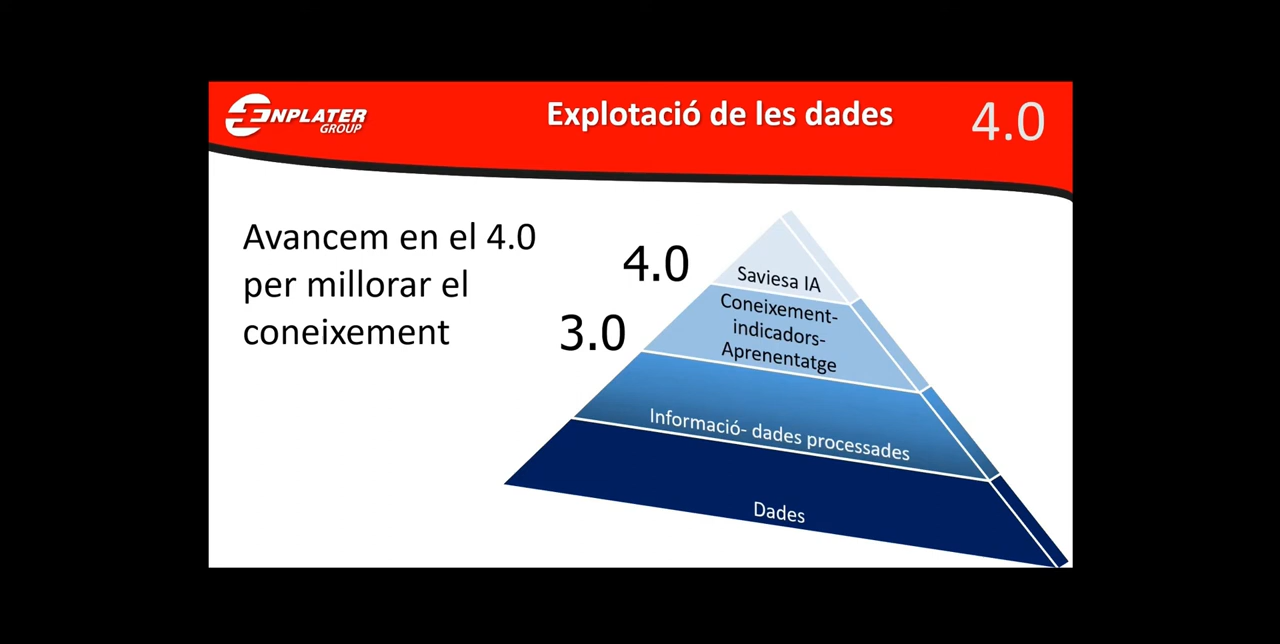 ENPLATER
GROUP
Explotació de les dades
4.0
Avancem en el 4.0
per millorar el
coneixement
4.0
3.0
Saviesa IA
Coneixement-
indicadors-
Aprenentatge
Informació- dades processades
Dades